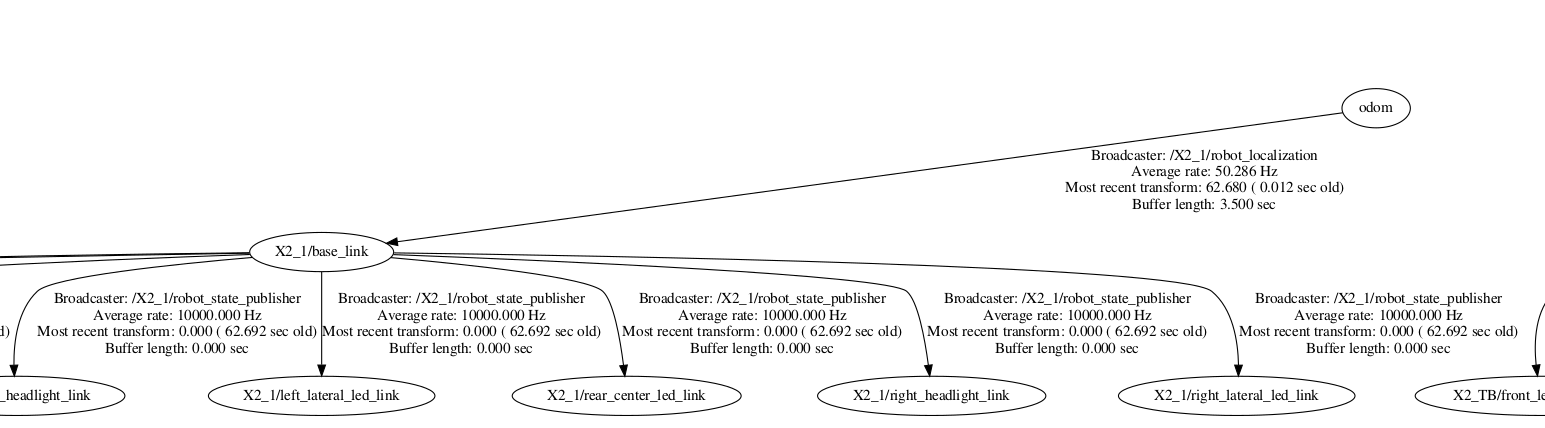 odom
Broadcaster: /X2_1/robot_localization
Average rate: 50.286 Hz
Most recent transform: 62.680 ( 0.012 sec old)
Buffer length: 3.500 sec
X2_1/base_link
d)
Broadcaster: /X2_1/robot_state_publisher
Average rate: 10000.000 Hz
Most recent transform: 0.000 ( 62.692 sec old)
Buffer length: 0.000 sec
Broadcaster: /X2_1/robot_state_publisher
Average rate: 10000.000 Hz
Most recent transform: 0.000 ( 62.692 sec old)
Buffer length: 0.000 sec
Broadcaster: /X2_1/robot_state_publisher
Average rate: 10000.000 Hz
Most recent transform: 0.000 ( 62.692 sec old)
Buffer length: 0.000 sec
Broadcaster: /X2_1/robot_state_publisher
Average rate: 10000.000 Hz
Most recent transform: 0.000 ( 62.692 sec old)
Buffer length: 0.000 sec
Broadcaster: /X2_1/robot_state_publisher
Average rate: 10000.000 Hz
Most recent transform: 0.000 ( 62.692 sec old)
Buffer length: 0.000 sec
_headlight_link
X2_1/left_lateral_led_link
X2_1/rear_center_led_link
X2_1/right_headlight_link
X2_1/right_lateral_led_link
X2_TB/front_le